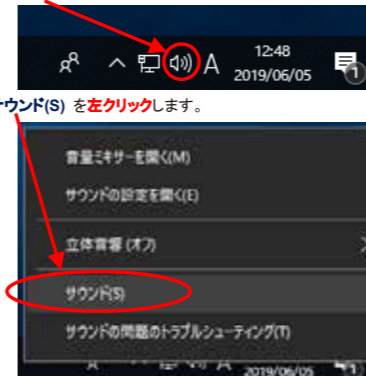 A 12:48
2019/06/05
1
サウンド(S) を左クリックします。
音量ミキサーを開く(M)
サウンドの設定を開く(E)
立体音響 (オフ)
サウンド(S)
サウンドの問題のトラブルシューティング(T)
2019/06/05